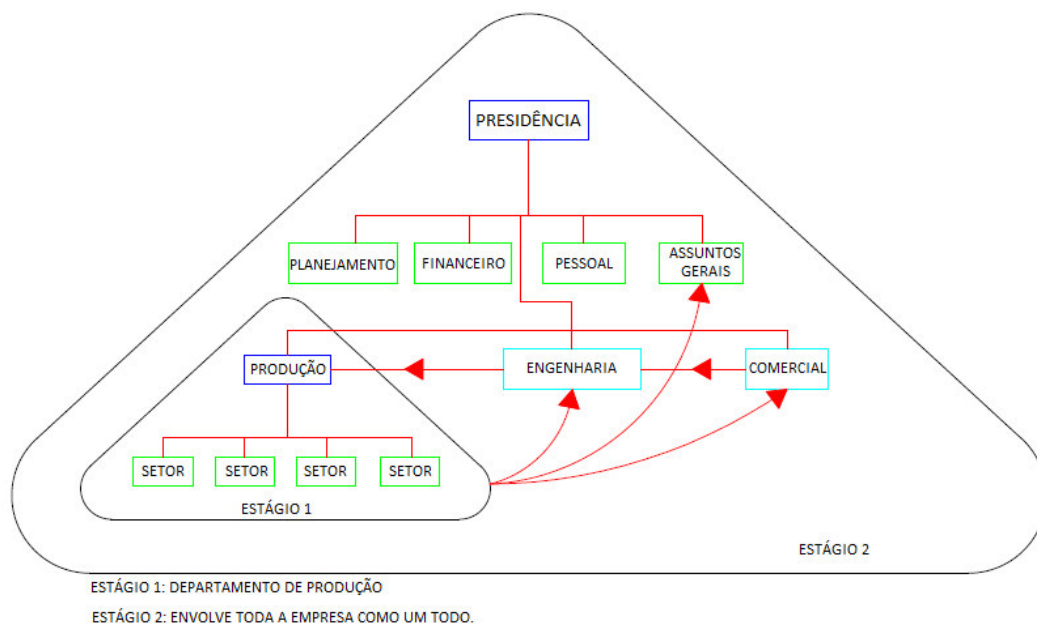 PRESIDÊNCIA
PLANEJAMENTO
FINANCEIRO
PESSOAL
ASSUNTOS
GERAIS
PRODUÇÃO
ENGENHARIA
COMERCIAL
SETOR
SETOR
SETOR
SETOR
ESTÁGIO 1
ESTÁGIO 2
ESTÁGIO 1: DEPARTAMENTO DE PRODUÇÃO
ESTÁGIO 2: ENVOLVE TODA A EMPRESA COMO UM TODO.